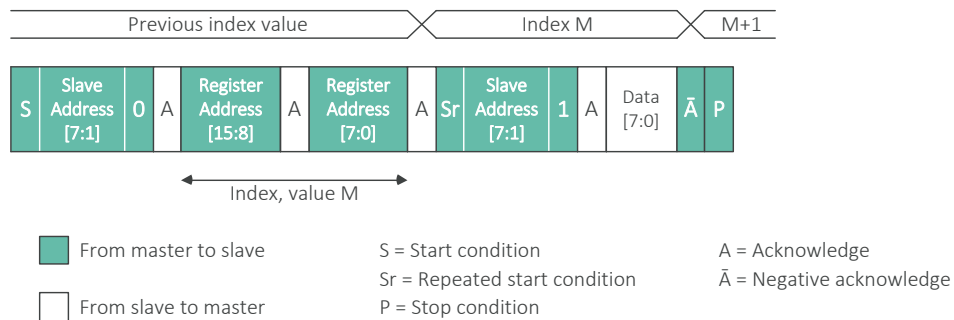 Previous index value
Index M
M+1
S
Slave
Address
[7:1]
0
A
Register
Address
[15:8]
A
Register
Address
[7:0]
A
Sr
Slave
Address
[7:1]
1
A
Data
[7:0]
Ā
P
Index, value M
From master to slave
From slave to master
S = Start condition
Sr = Repeated start condition
P = Stop condition
A = Acknowledge
Ā = Negative acknowledge